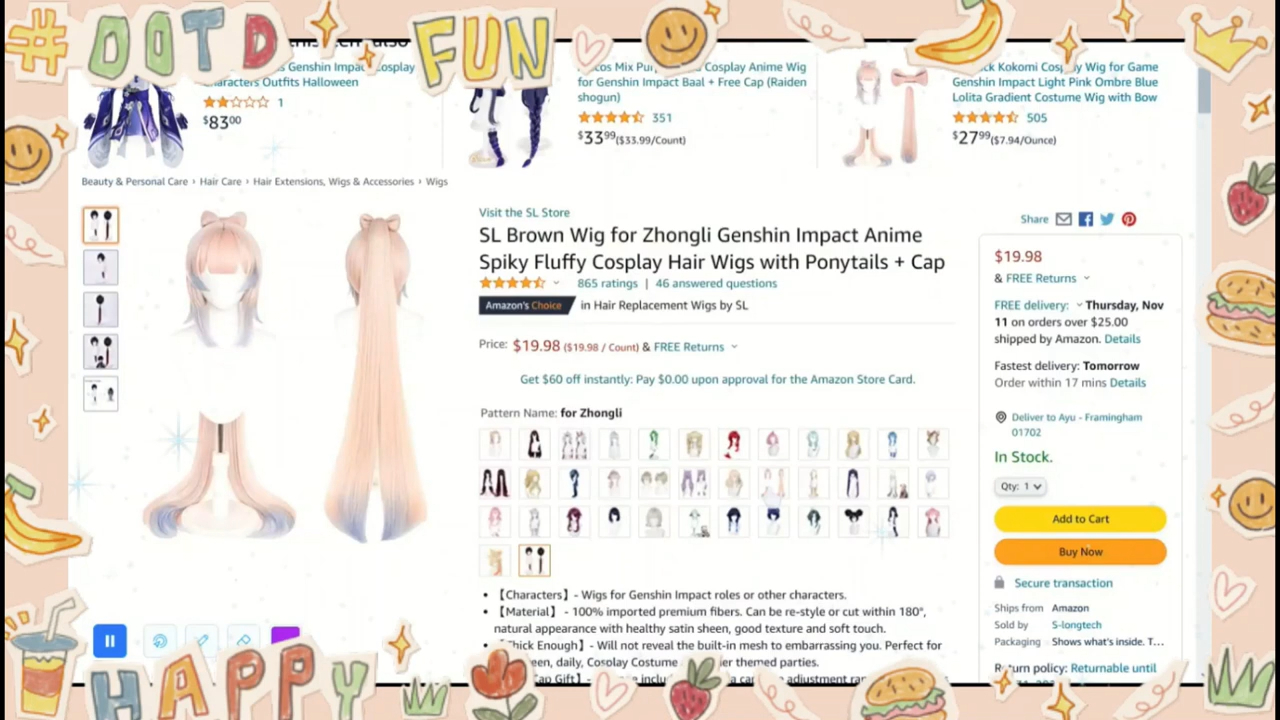 #OOTD
FUN
HAPPY
Genshin Impact Cosplay
Outfits Halloween
1
$8300
Cosplay Anime Wig
for Genshin Impact Baal + Free Cap (Raiden
shogun)
351
$33.99($33.99/Count)
Kokomi Cosplay Wig for Game
Genshin Impact Light Pink Ombre Blue
Lolita Gradient Costume Wig with Bow
505
$27.99($7.94/Ounce)
Beauty & Personal Care › Hair Care › Hair Extensions, Wigs & Accessories › Wigs
Visit the SL Store
SL Brown Wig for Zhongli Genshin Impact Anime
Spiky Fluffy Cosplay Hair Wigs with Ponytails + Cap
865 ratings | 46 answered questions
Amazon's Choice in Hair Replacement Wigs by SL
Price: $19.98 ($19.98 / Count) & FREE Returns
Get $60 off instantly: Pay $0.00 upon approval for the Amazon Store Card.
Pattern Name: for Zhongli
• 【Characters】- Wigs for Genshin Impact roles or other characters.
• 【Material】 - 100% imported premium fibers. Can be re-style or cut within 180°,
natural appearance with healthy satin sheen, good texture and soft touch.
Enough】- Will not reveal the built-in mesh to embarrassing you. Perfect for
daily, Cosolay Costume themed parties.
Share
$19.98
& FREE Returns
FREE delivery: Thursday, Nov
11 on orders over $25.00
shipped by Amazon. Details
Fastest delivery: Tomorrow
Order within 17 mins Details
Deliver to Ayu - Framingham
01702
In Stock.
Qty: 1
Add to Cart
Buy Now
Secure transaction
Ships from Amazon
Sold by S-longtech
Packaging Shows what's inside. T...
Return policy: Returnable until